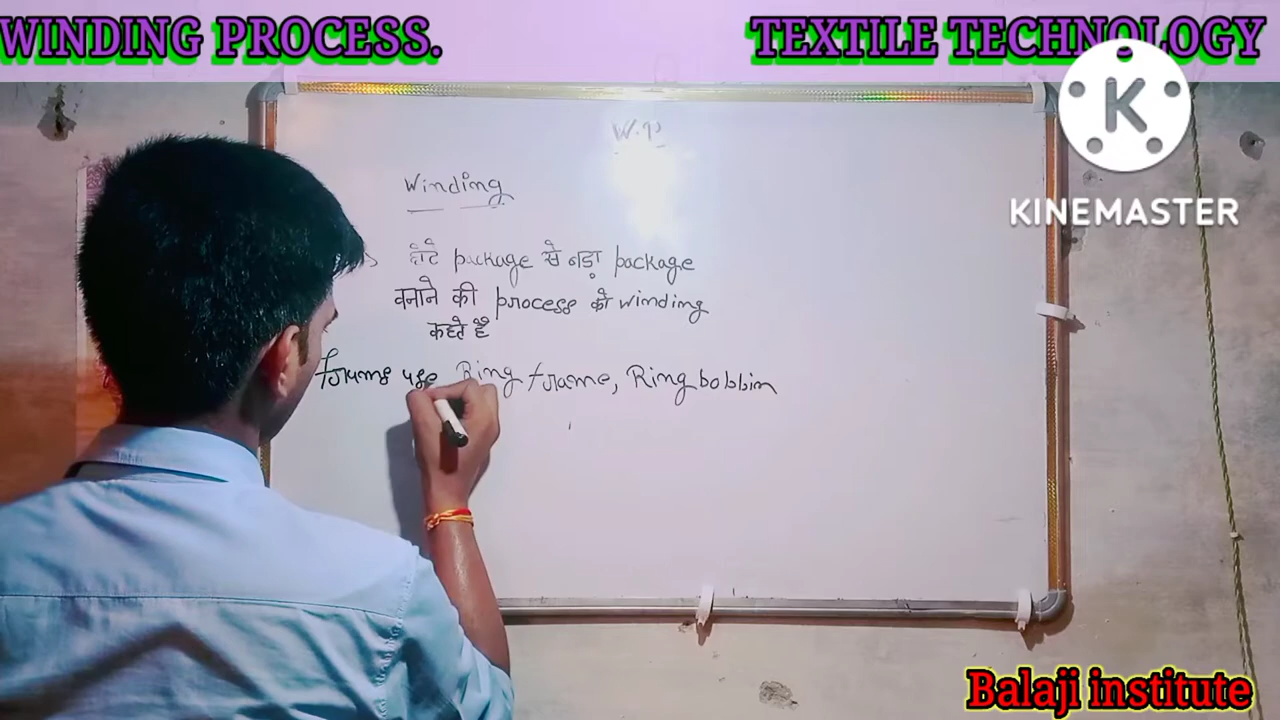 WINDING PROCESS.
TEXTILE TECHNOLOGY
K
KINEMASTER
W.P
Winding
छोटे package से बड़ा package
बनाने की process को winding
कहते है
frame use Ring frame, Ring bobbin
Balaji institute